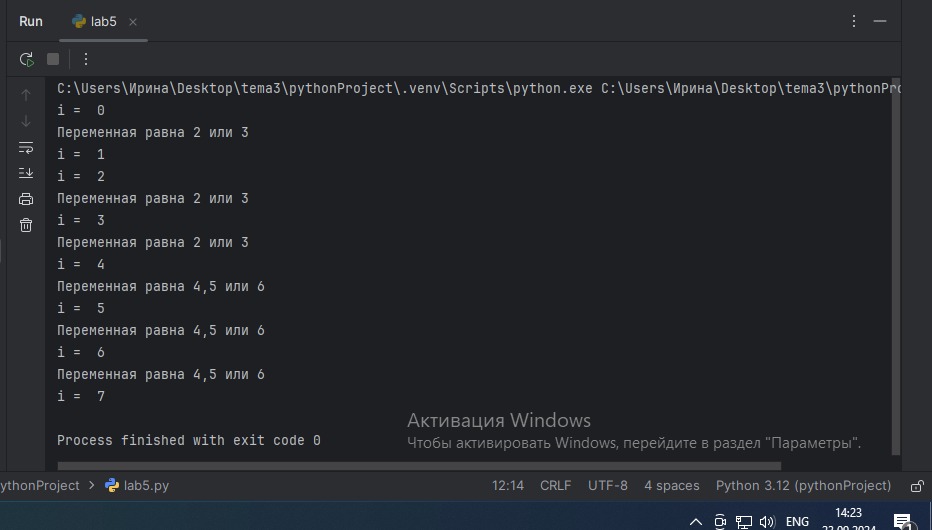 Run lab5
C:\Users\Ирина\Desktop\tema3\pythonProject\.venv\Scripts\python.exe C:\Users\Ирина\Desktop\tema3\pythonPro
i =  0
Переменная равна 2 или 3
i =  1
i =  2
Переменная равна 2 или 3
i =  3
Переменная равна 2 или 3
i =  4
Переменная равна 4,5 или 6
i =  5
Переменная равна 4,5 или 6
i =  6
Переменная равна 4,5 или 6
i =  7
Активация Windows
Process finished with exit code 0
Чтобы активировать Windows, перейдите в раздел "Параметры".
ythonProject > lab5.py 12:14 CRLF UTF-8 4 spaces Python 3.12 (pythonProject)
ENG 14:23